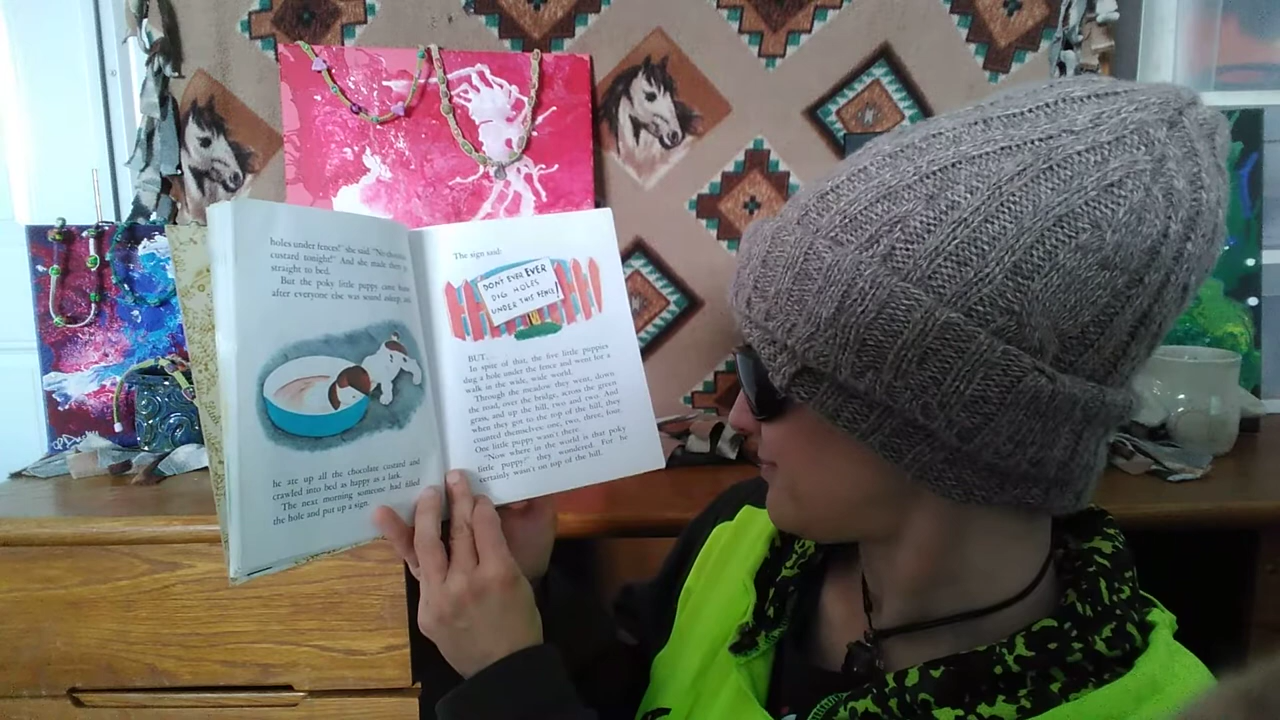 holes under fences!" she said. "No chocolate
custard tonight!" And she made them go
straight to bed.
But the poky little puppy came home
after everyone else was sound asleep, and
he ate up all the chocolate custard and
crawled into bed as happy as a lark.
The next morning someone had filled
the hole and put up a sign.
The sign said:
DON'T EVER EVER
DIG HOLES
UNDER THIS FENCE!
BUT...
In spite of that, the five little puppies
dug a hole under the fence and went for a
walk in the wide, wide world.
Through the meadow they went, down
the road, over the bridge, across the green
grass, and up the hill, two and two. And
when they got to the top of the hill, they
counted themselves: one, two, three, four.
One little puppy wasn't there.
"Now where in the world is that poky
little puppy?" they wondered. For he
certainly wasn't on top of the hill.